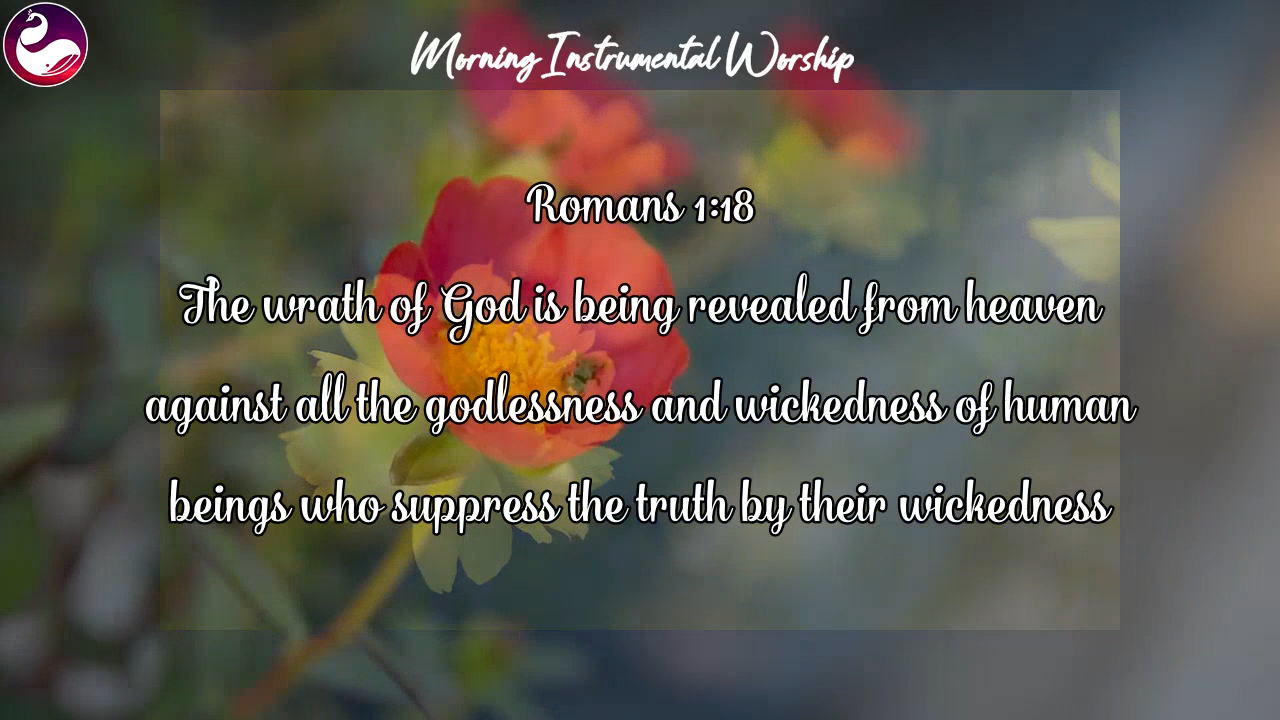 Morning Instrumental Worship
Romans 1:18
The wrath of God is being revealed from heaven
against all the godlessness and wickedness of human
beings who suppress the truth by their wickedness